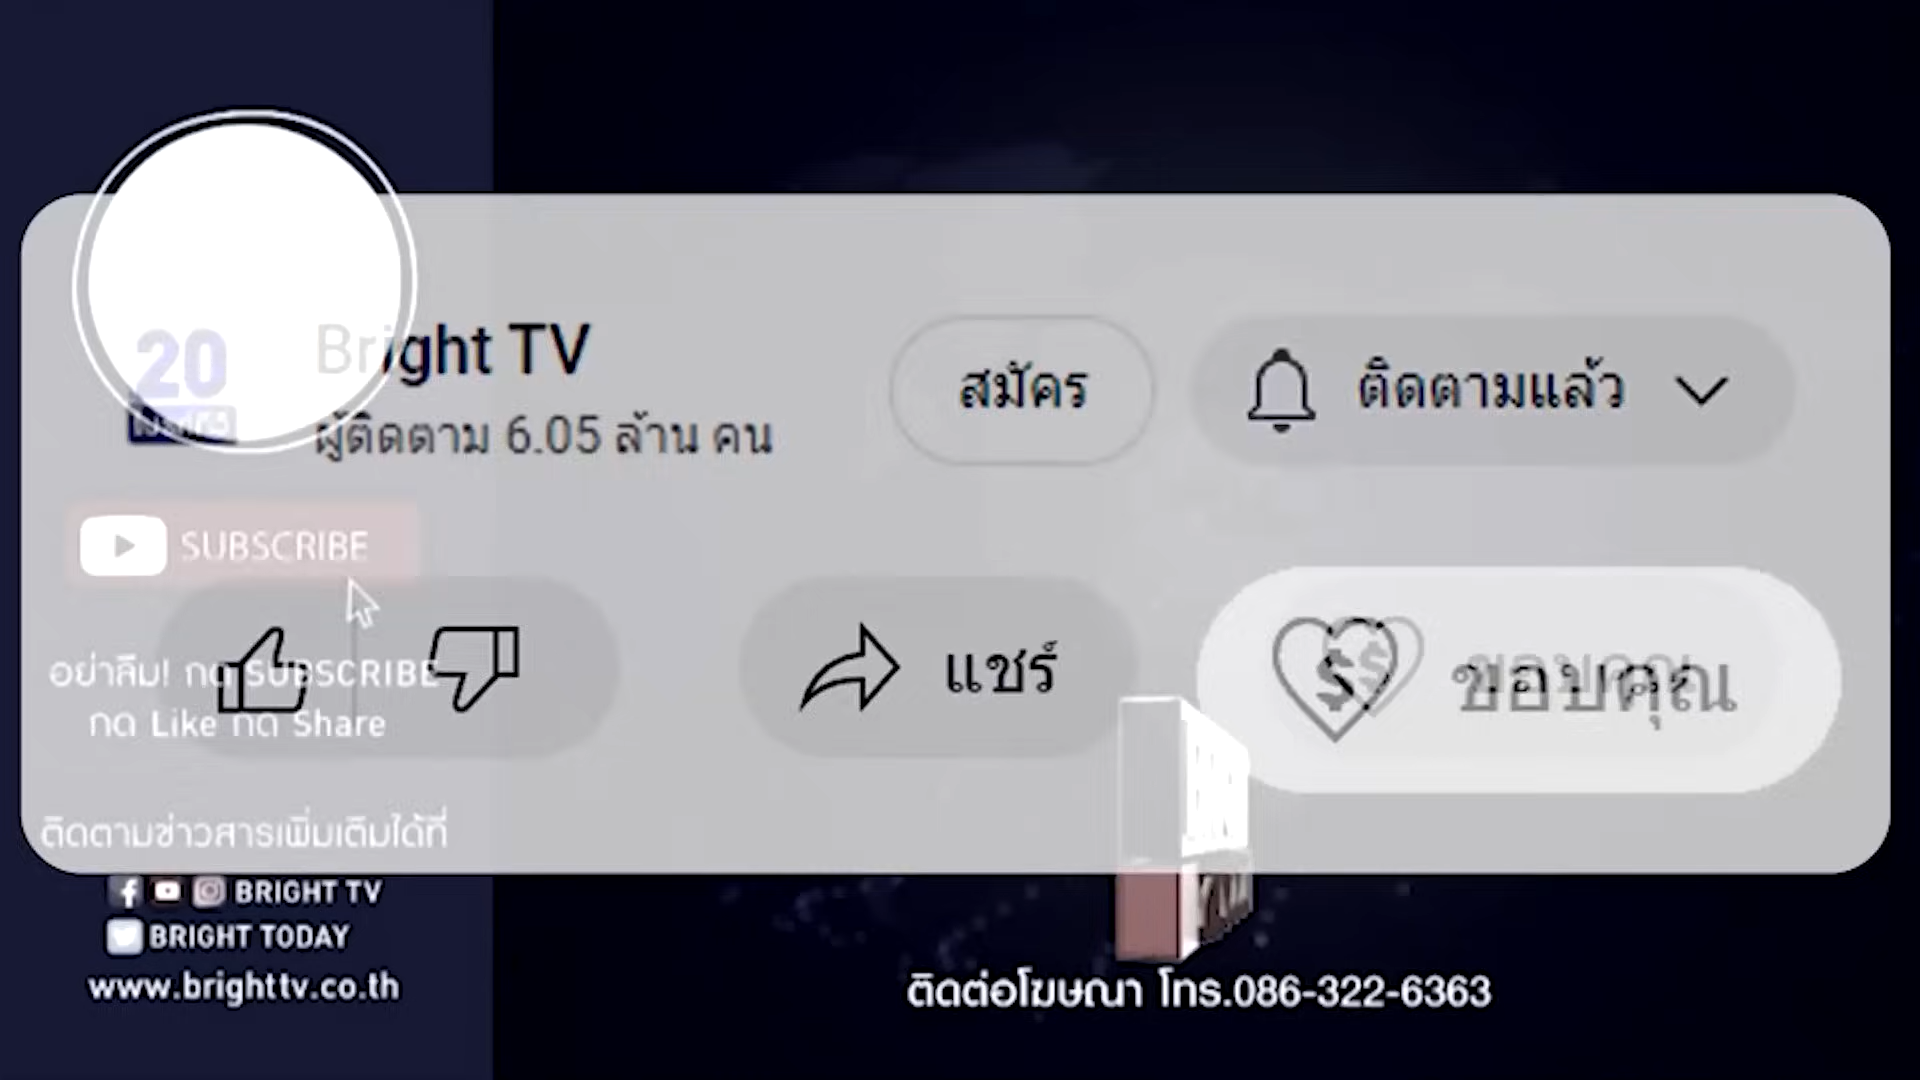 20
Bright TV
ผู้ติดตาม 6.05 ล้าน คน
สมัคร
ติดตามแล้ว
SUBSCRIBE
แชร์
ขอบคุณ
อย่าลืม! กด SUBSCRIBE
กด Like กด Share
ติดตามข่าวสารเพิ่มเติมได้ที่
BRIGHT TV
BRIGHT TODAY
www.brighttv.co.th
ติดต่อโฆษณา โทร.086-322-6363